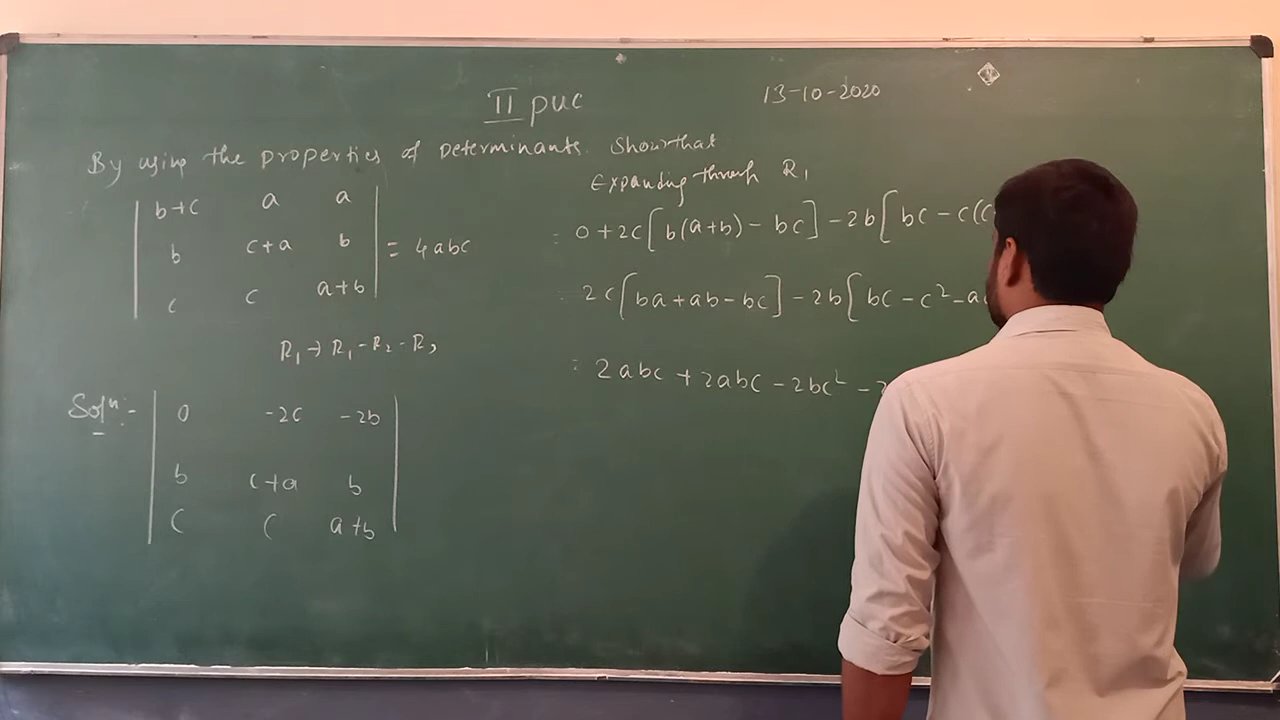 II puc
13-10-2020
By using the properties of Determinants. Show that
b+c a a
b c+a b = 4abc
c c a+b
R₁ → R₁ - R₂ - R₃
Solⁿ:- 0 -2c -2b
b c+a b
c c a+b
Expanding through R₁
= 0+2c[b(a+b) - bc] - 2b[bc - c(c
= 2c[ba+ab-bc] - 2b[bc - c² - a
= 2abc + 2abc - 2bc² - 2